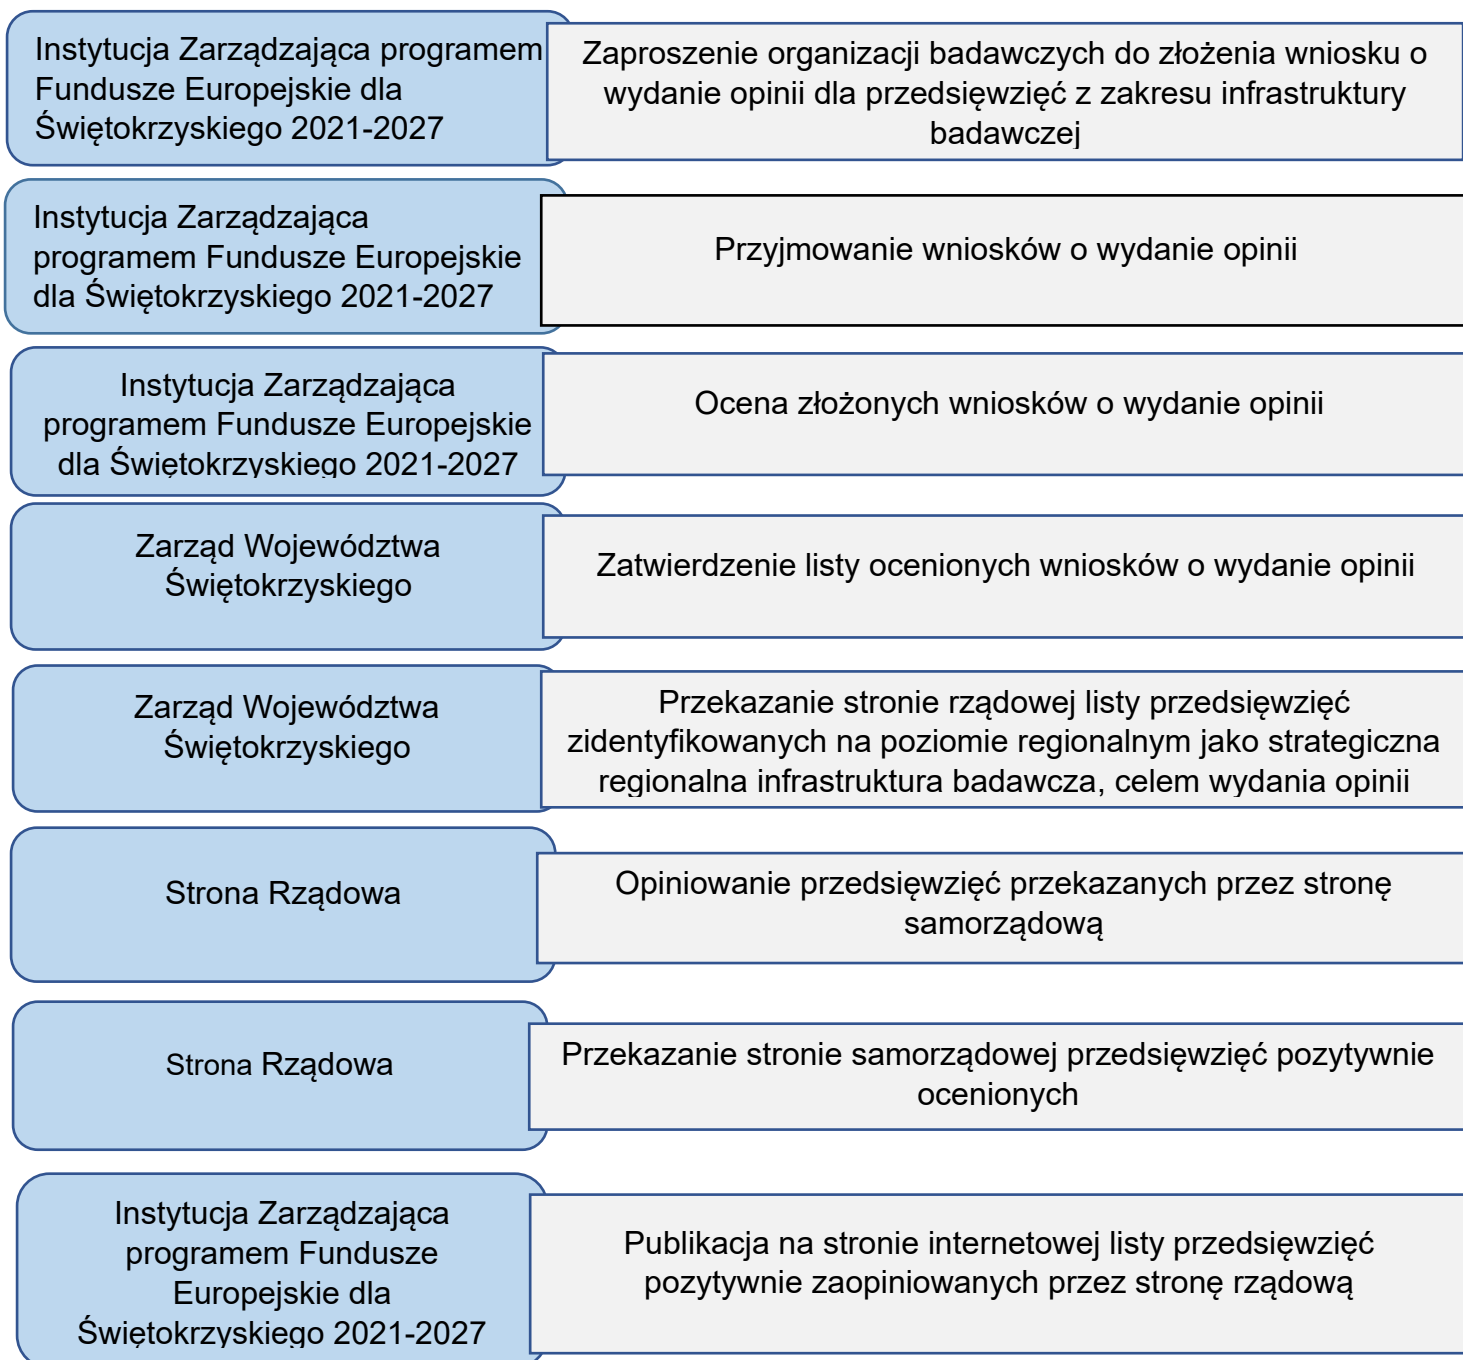 Instytucja Zarządzająca programem
Fundusze Europejskie dla
Świętokrzyskiego 2021-2027
Zaproszenie organizacji badawczych do złożenia wniosku o
wydanie opinii dla przedsięwzięć z zakresu infrastruktury
badawczej
Instytucja Zarządzająca
programem Fundusze Europejskie
dla Świętokrzyskiego 2021-2027
Przyjmowanie wniosków o wydanie opinii
Instytucja Zarządzająca
programem Fundusze Europejskie
dla Świętokrzyskiego 2021-2027
Ocena złożonych wniosków o wydanie opinii
Zarząd Województwa
Świętokrzyskiego
Zatwierdzenie listy ocenionych wniosków o wydanie opinii
Zarząd Województwa
Świętokrzyskiego
Przekazanie stronie rządowej listy przedsięwzięć
zidentyfikowanych na poziomie regionalnym jako strategiczna
regionalna infrastruktura badawcza, celem wydania opinii
Strona Rządowa
Opiniowanie przedsięwzięć przekazanych przez stronę
samorządową
Strona Rządowa
Przekazanie stronie samorządowej przedsięwzięć pozytywnie
ocenionych
Instytucja Zarządzająca
programem Fundusze
Europejskie dla
Świętokrzyskiego 2021-2027
Publikacja na stronie internetowej listy przedsięwzięć
pozytywnie zaopiniowanych przez stronę rządową